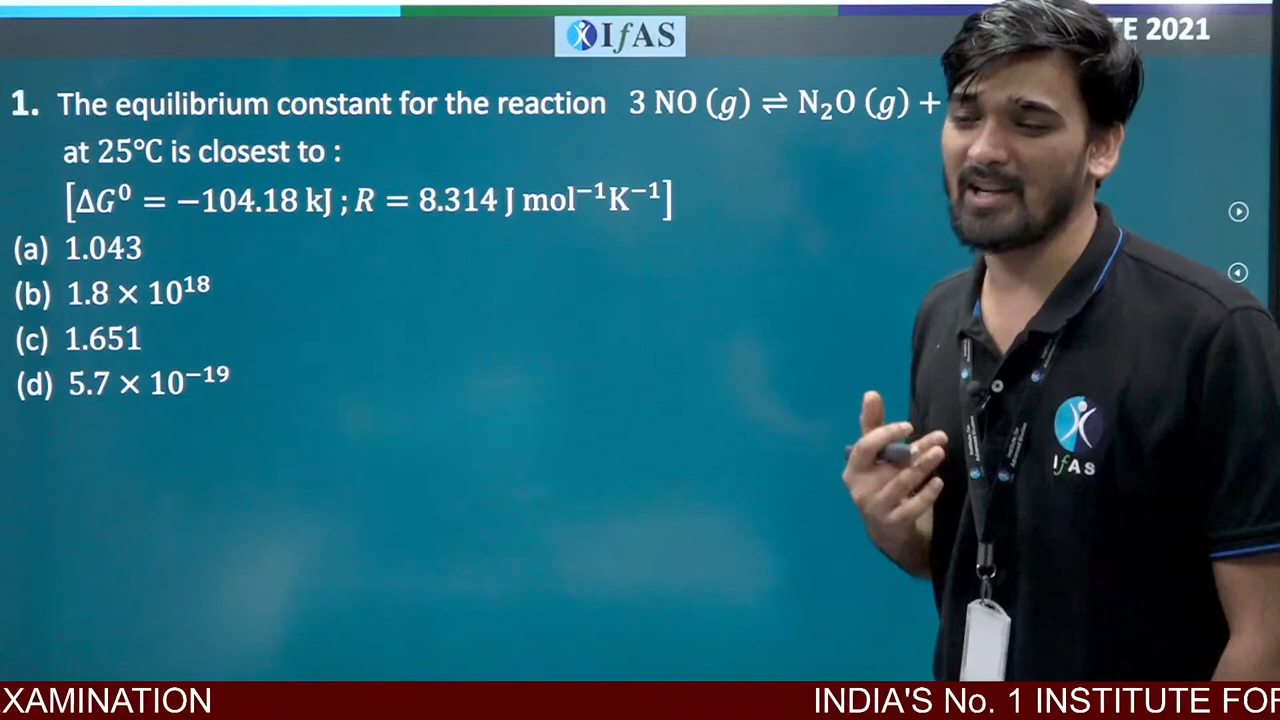 IfAS
TE 2021
1. The equilibrium constant for the reaction 3 NO (g) ⇌ N₂O (g) +
at 25°C is closest to :
[ΔG⁰ = −104.18 kJ ; R = 8.314 J mol⁻¹K⁻¹]
(a) 1.043
(b) 1.8 × 10¹⁸
(c) 1.651
(d) 5.7 × 10⁻¹⁹
IfAS
XAMINATION INDIA'S No. 1 INSTITUTE FOR